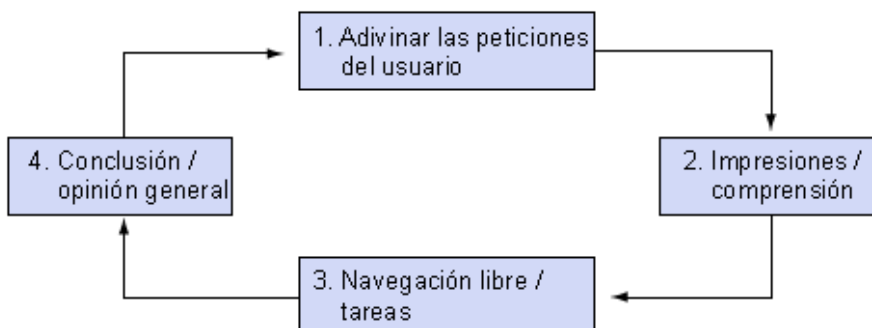 1. Adivinar las peticiones
del usuario
2. Impresiones /
comprensión
3. Navegación libre /
tareas
4. Conclusión /
opinión general